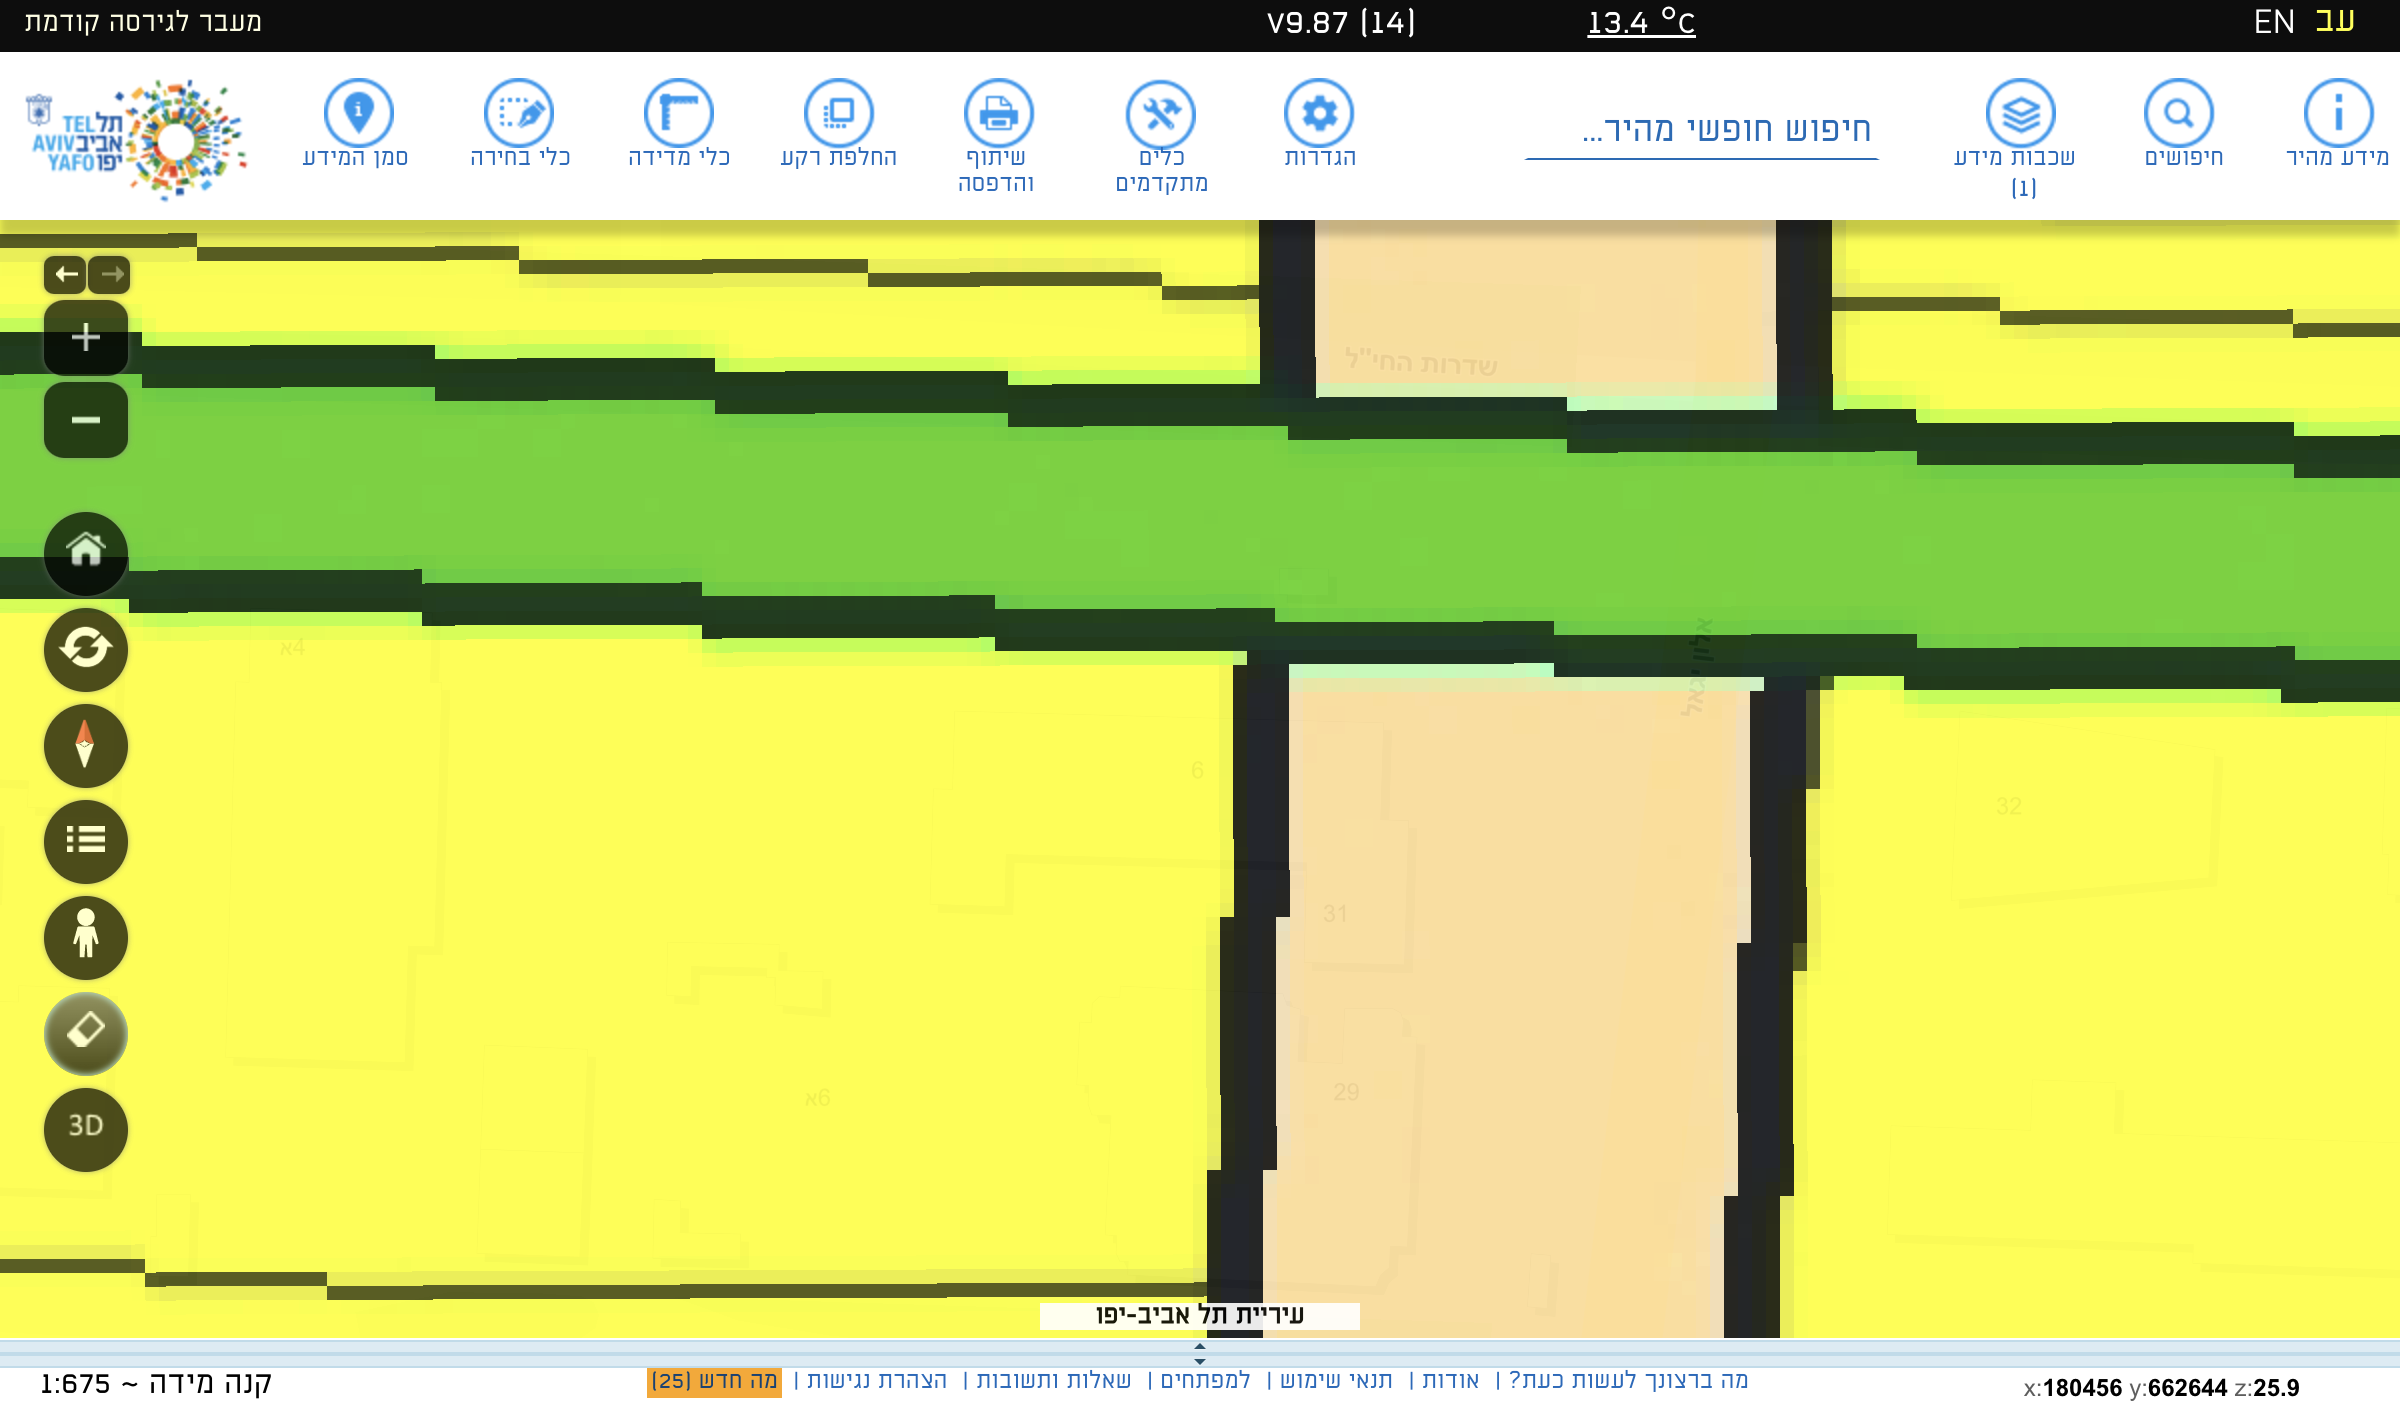 מעבר לגירסה קודמת
V9.87 (14)
13.4 °C
EN עב
תל TEL
אביב AVIV
יפו YAFO
סמן המידע
כלי בחירה
כלי מדידה
החלפת רקע
שיתוף
והדפסה
כלים
מתקדמים
הגדרות
חיפוש חופשי מהיר...
שכבות מידע
(1)
חיפושים
מידע מהיר
שדרות החי"ל
אלון יגאל
4א
6
32
31
29
6א
3D
עיריית תל אביב-יפו
קנה מידה ~ 1:675
מה ברצונך לעשות כעת? | אודות | תנאי שימוש | למפתחים | שאלות ותשובות | הצהרת נגישות | מה חדש (25)
x:180456 y:662644 z:25.9